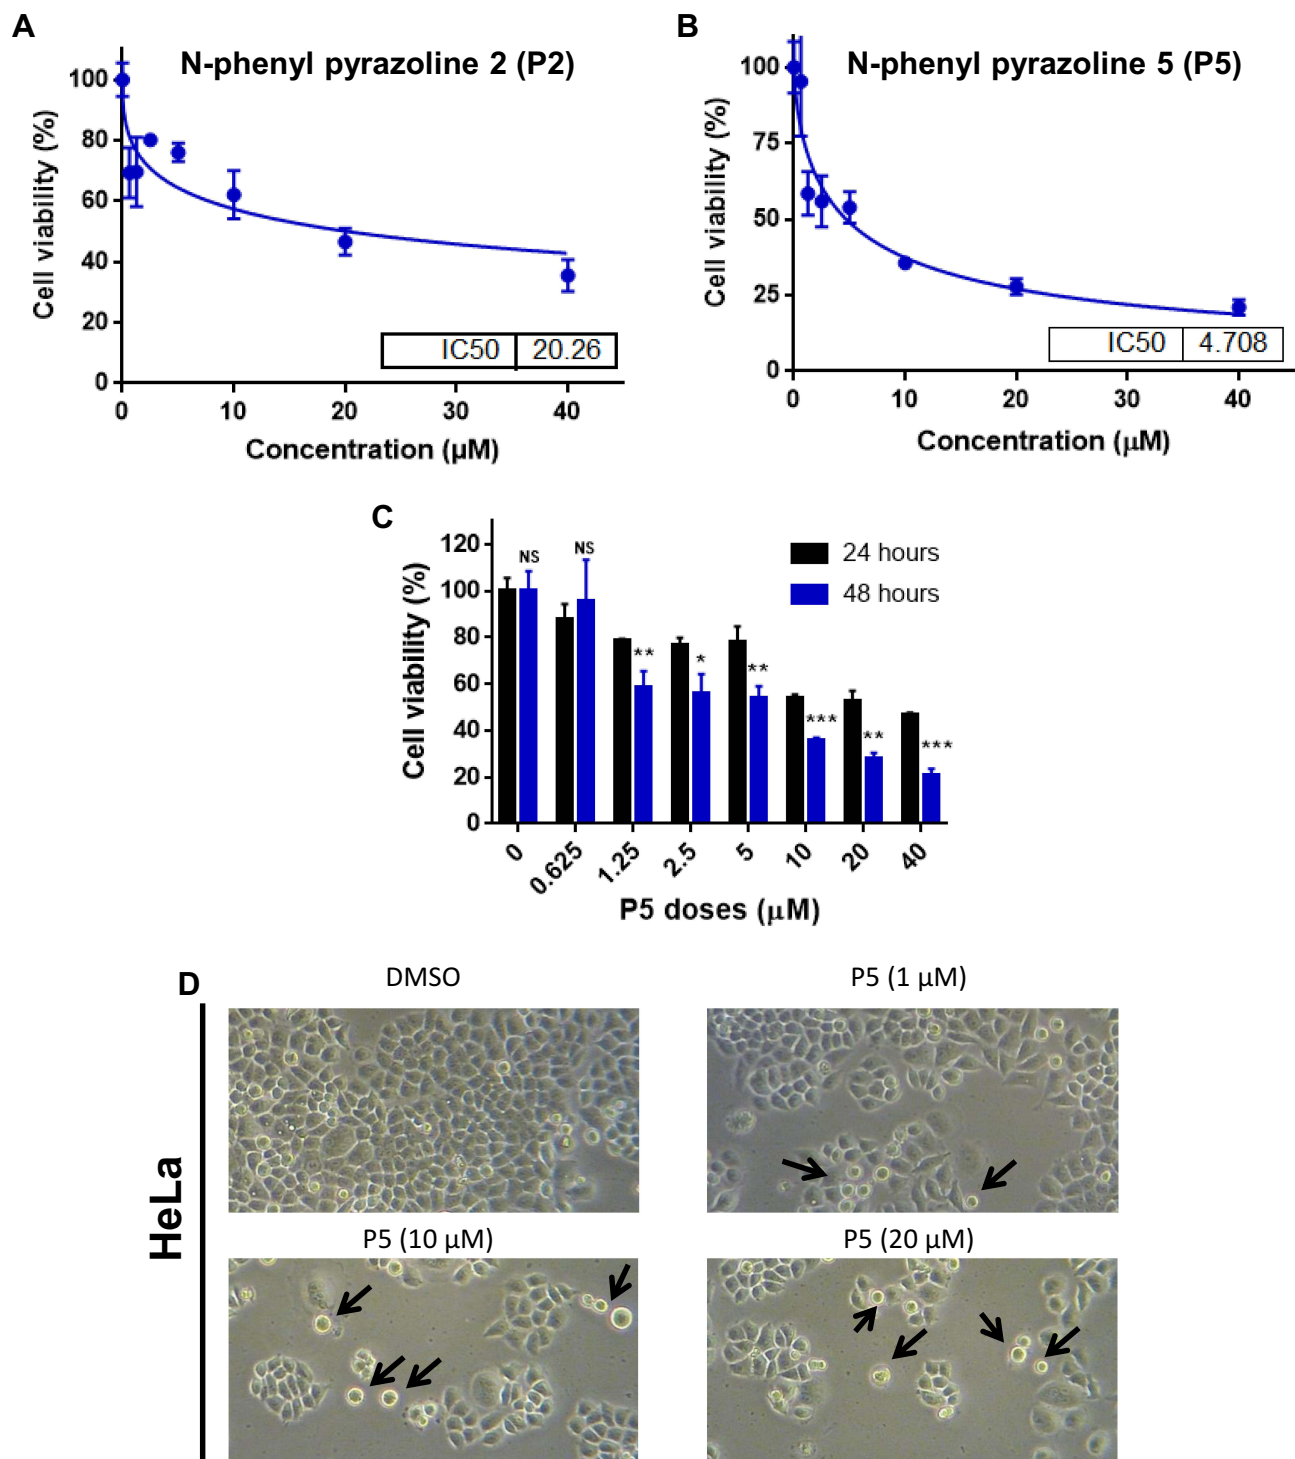 A
N-phenyl pyrazoline 2 (P2)
Cell viability (%)
100
80
60
40
20
0
IC50 20.26
0 10 20 30 40
Concentration (µM)
B
N-phenyl pyrazoline 5 (P5)
Cell viability (%)
100
75
50
25
0
IC50 4.708
0 10 20 30 40
Concentration (µM)
C
Cell viability (%)
120
100
80
60
40
20
0
NS NS ** * ** *** ** ***
24 hours
48 hours
0 0.625 1.25 2.5 5 10 20 40
P5 doses (µM)
D
HeLa
DMSO
P5 (1 µM)
P5 (10 µM)
P5 (20 µM)